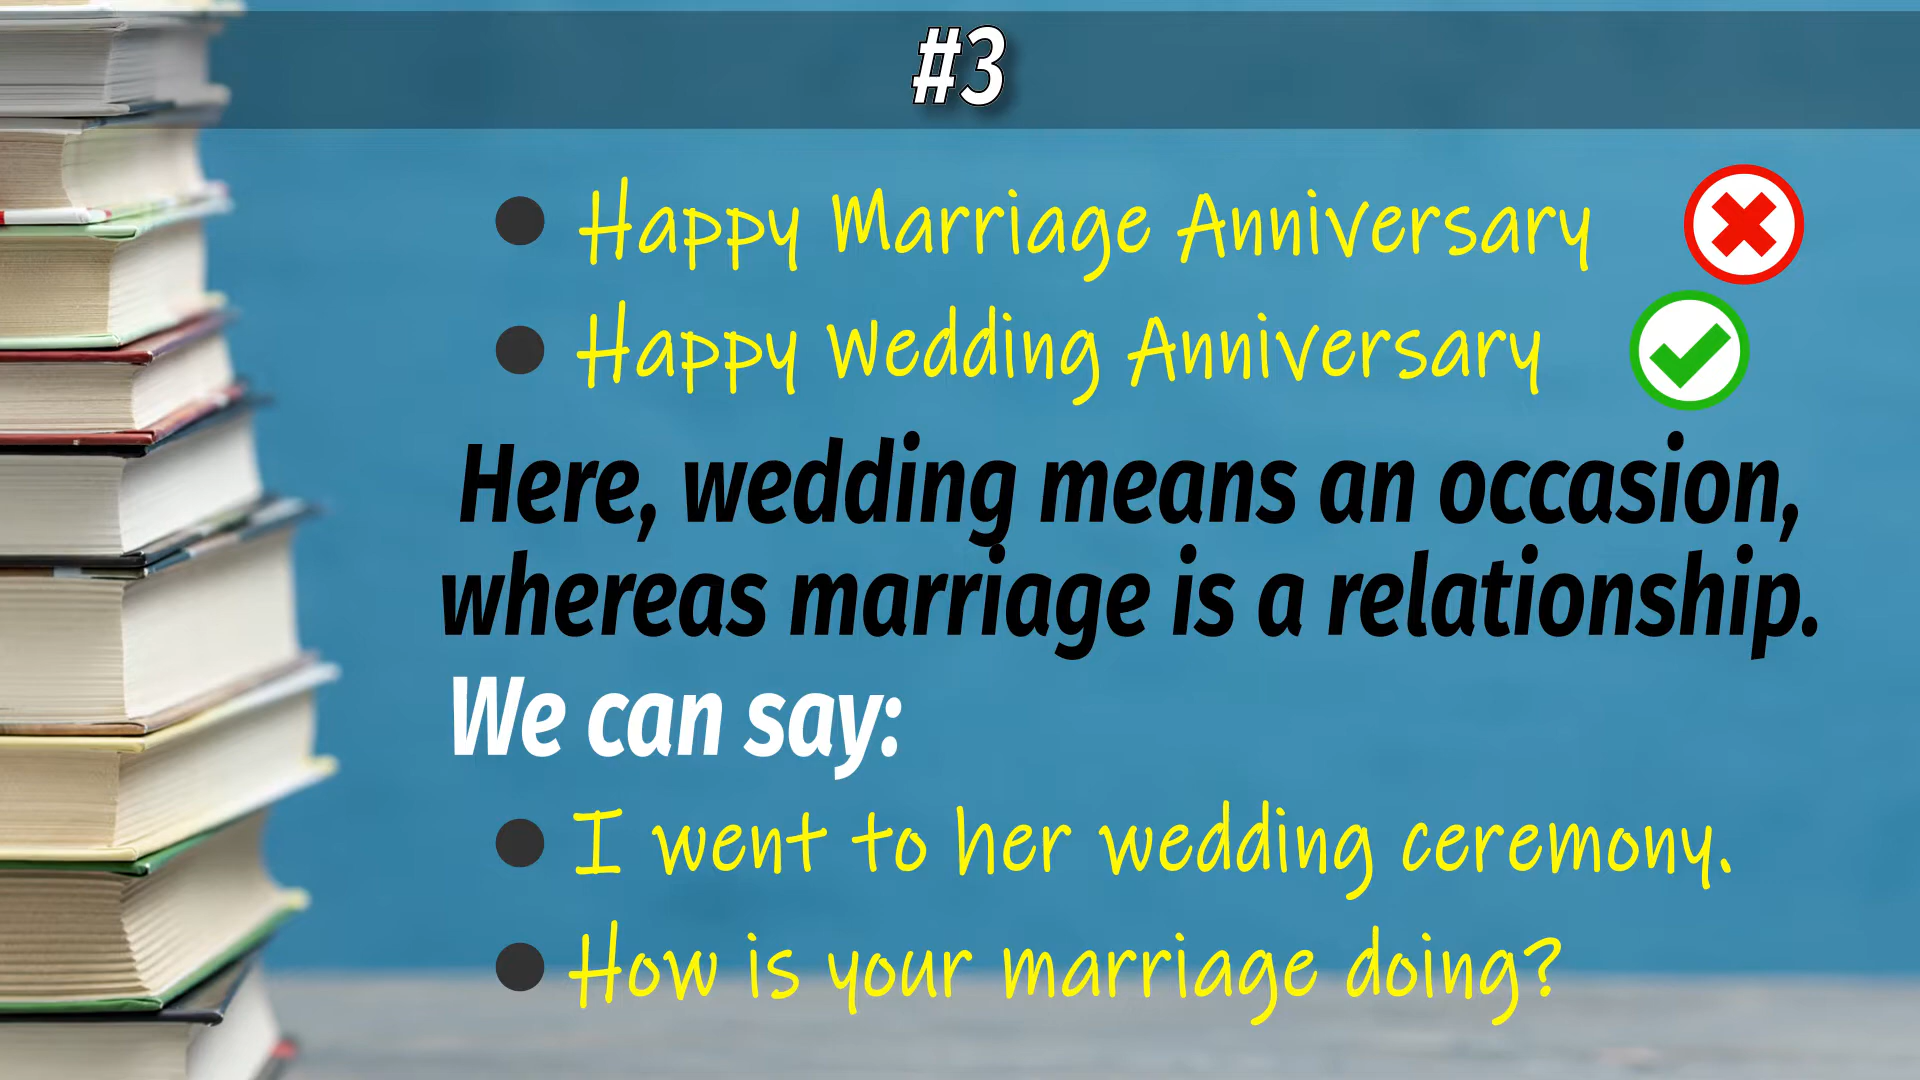 #3
Happy Marriage Anniversary
Happy Wedding Anniversary
Here, wedding means an occasion,
whereas marriage is a relationship.
We can say:
I went to her wedding ceremony.
How is your marriage doing?